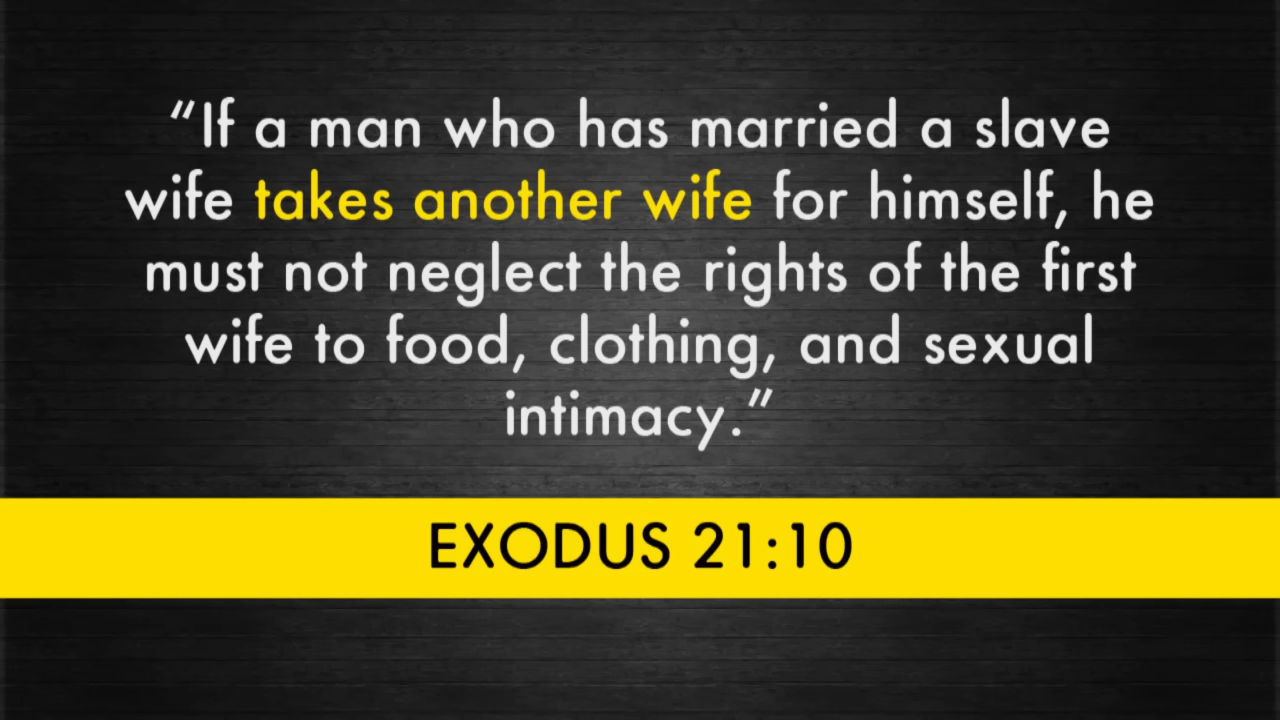 “If a man who has married a slave
wife takes another wife for himself, he
must not neglect the rights of the first
wife to food, clothing, and sexual
intimacy.”
EXODUS 21:10